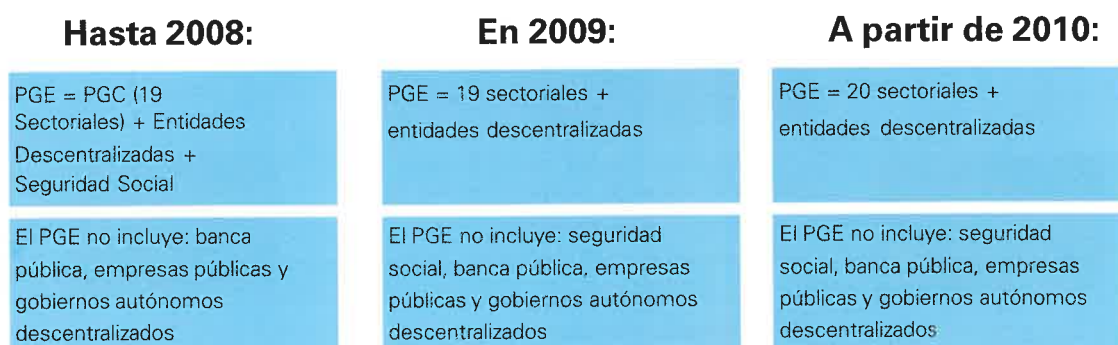 Hasta 2008:
PGE = PGC (19
Sectoriales) + Entidades
Descentralizadas +
Seguridad Social
El PGE no incluye: banca
pública, empresas públicas y
gobiernos autónomos
descentralizados
En 2009:
PGE = 19 sectoriales +
entidades descentralizadas
El PGE no incluye: seguridad
social, banca pública, empresas
públicas y gobiernos autónomos
descentralizados
A partir de 2010:
PGE = 20 sectoriales +
entidades descentralizadas
El PGE no incluye: seguridad
social, banca pública, empresas
públicas y gobiernos autónomos
descentralizados